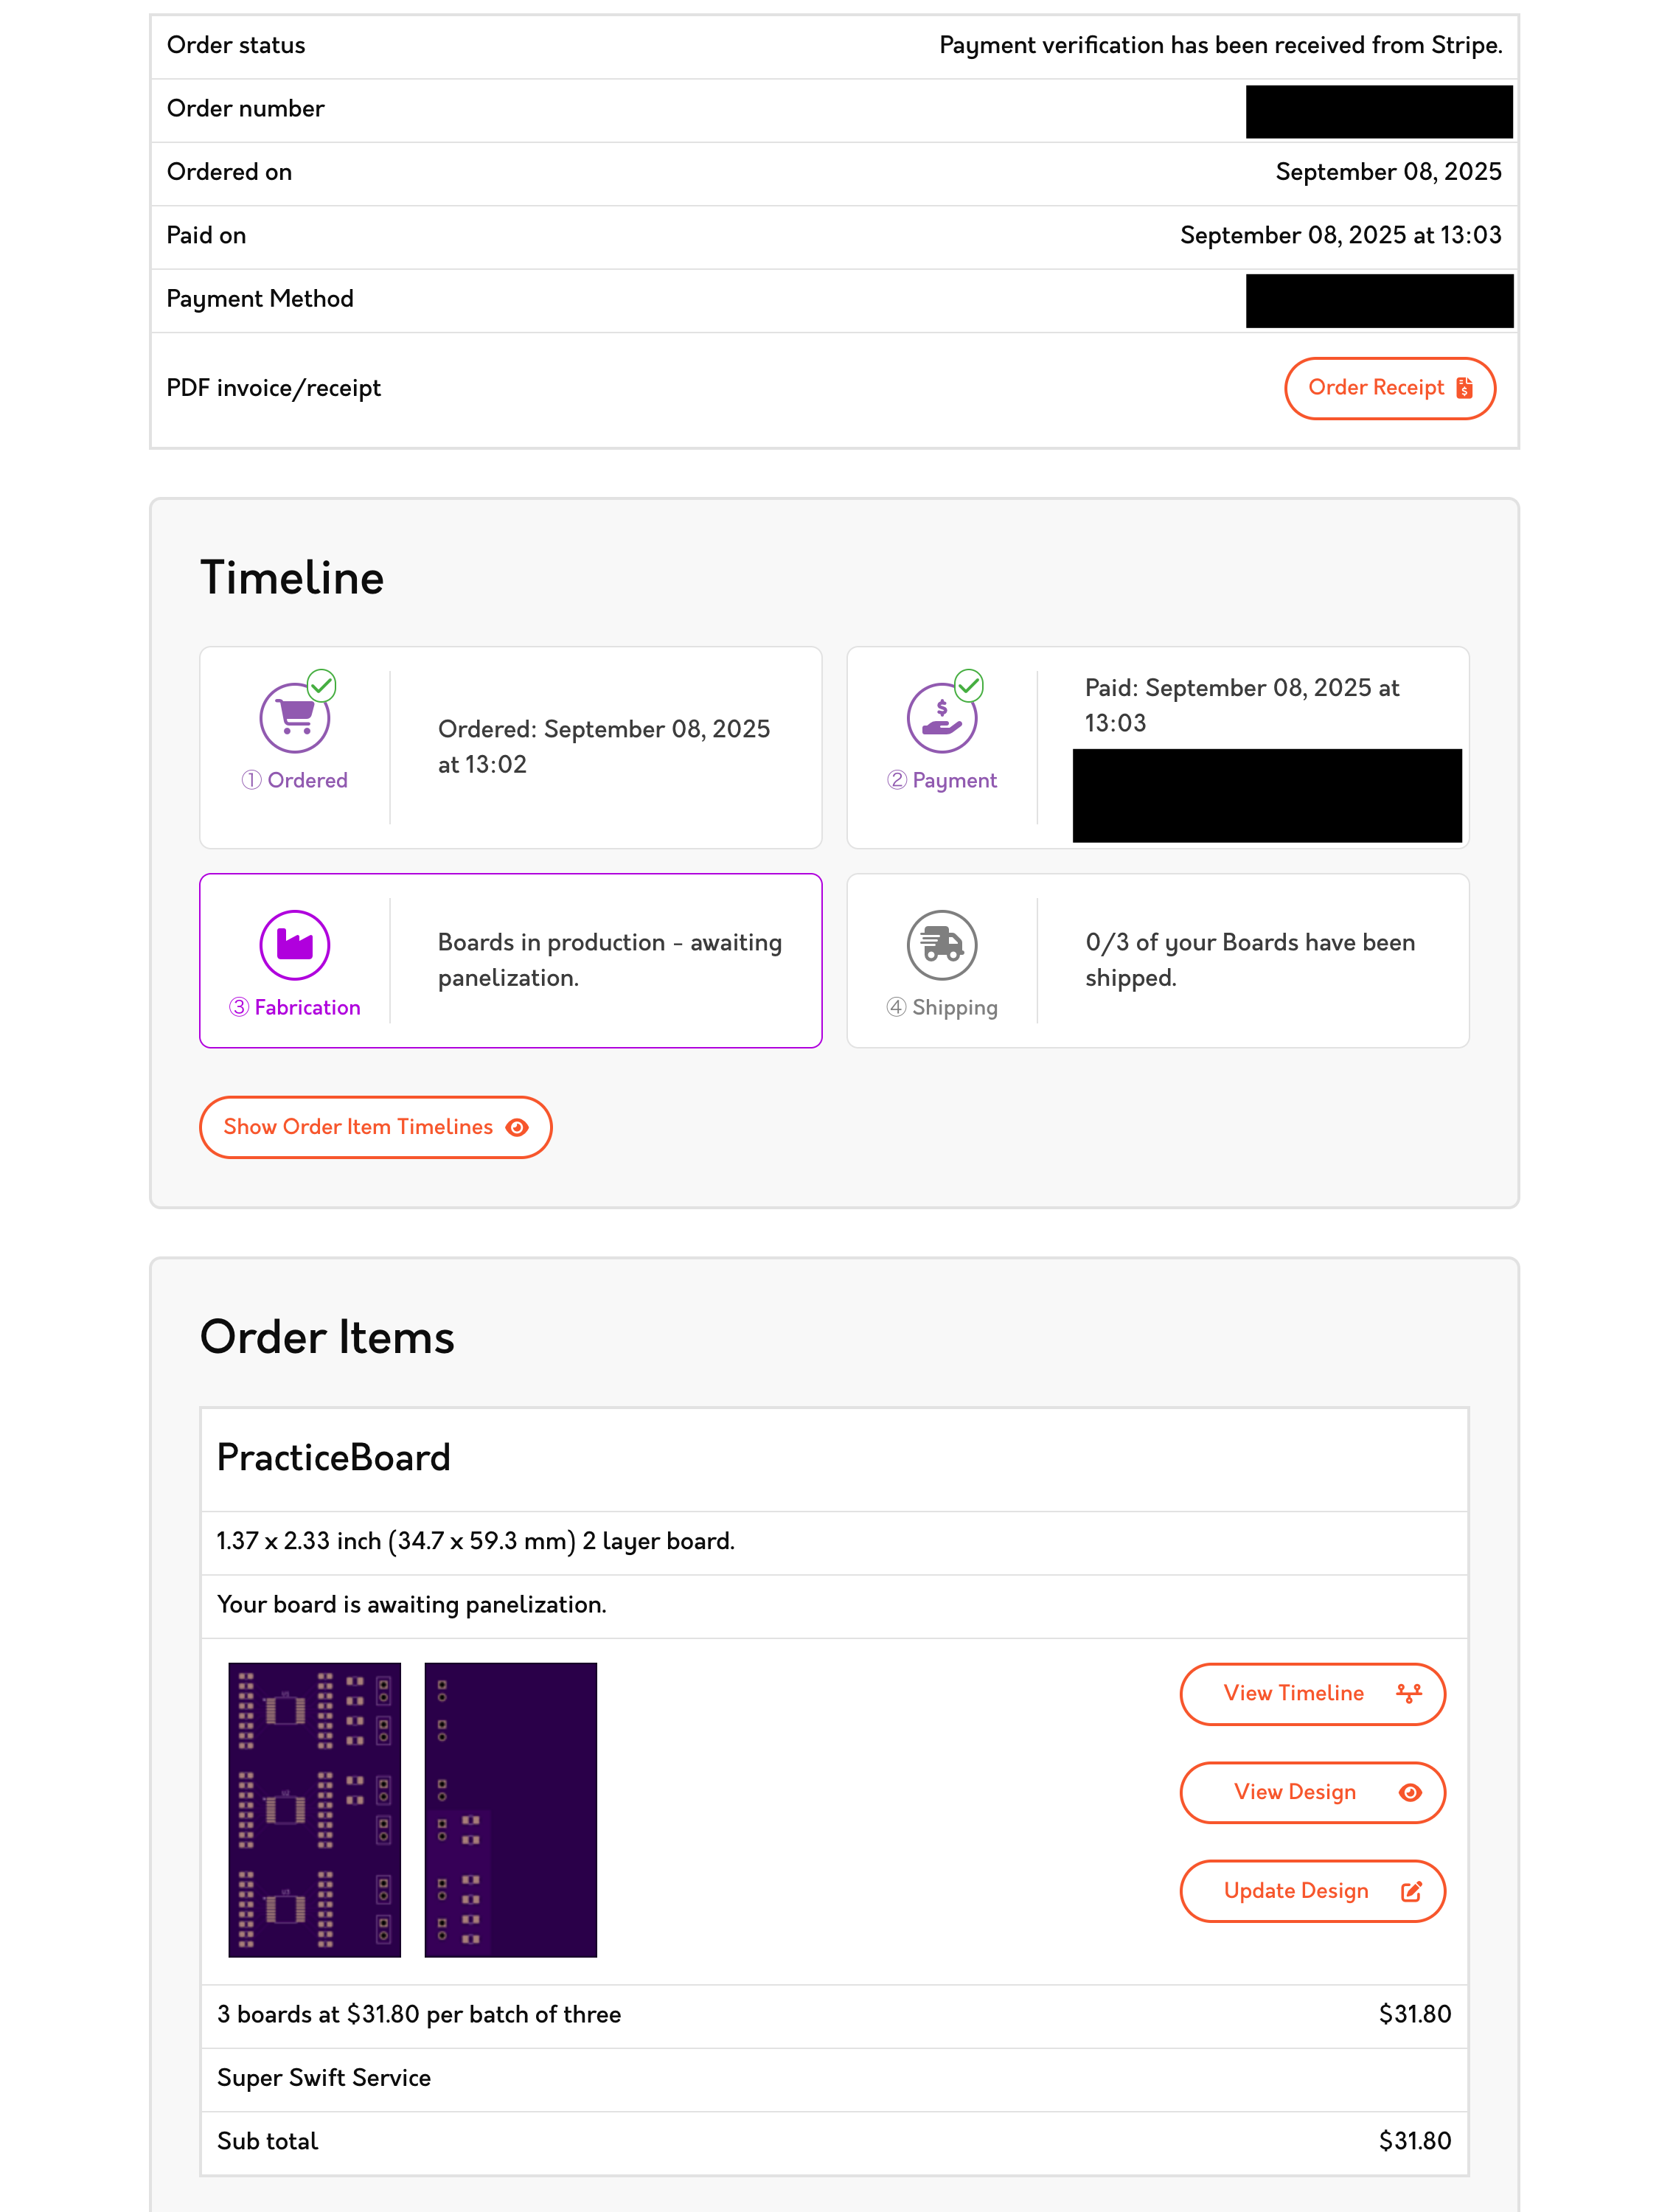 Order status
Payment verification has been received from Stripe.
Order number
Ordered on
September 08, 2025
Paid on
September 08, 2025 at 13:03
Payment Method
PDF invoice/receipt
Order Receipt
Timeline
① Ordered
Ordered: September 08, 2025
at 13:02
② Payment
Paid: September 08, 2025 at
13:03
③ Fabrication
Boards in production - awaiting
panelization.
④ Shipping
0/3 of your Boards have been
shipped.
Show Order Item Timelines
Order Items
PracticeBoard
1.37 x 2.33 inch (34.7 x 59.3 mm) 2 layer board.
Your board is awaiting panelization.
U1
U2
U3
View Timeline
View Design
Update Design
3 boards at $31.80 per batch of three
$31.80
Super Swift Service
Sub total
$31.80